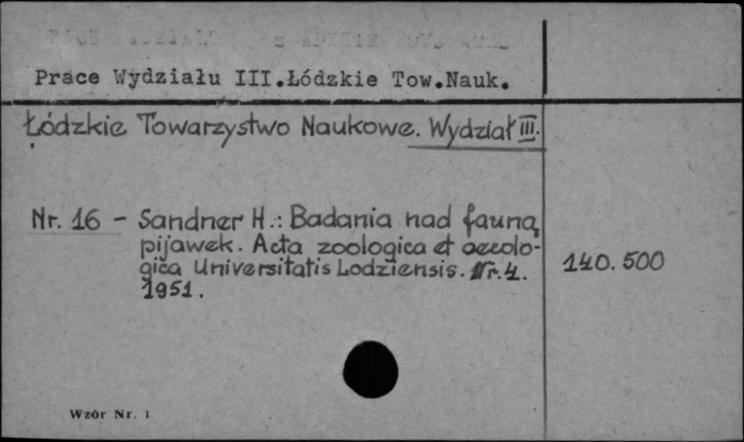 Prace Wydziału III.Łódzkie Tow.Nauk.
Łódzkie Towarzystwo Naukowe. Wydział III.
Nr. 16 - Sandner H.: Badania nad fauną
pijawek. Acta zoologica et oecolo-
gica Universitatis Lodziensis. Nr. 4.
1951.
140.500
Wzór Nr. 1